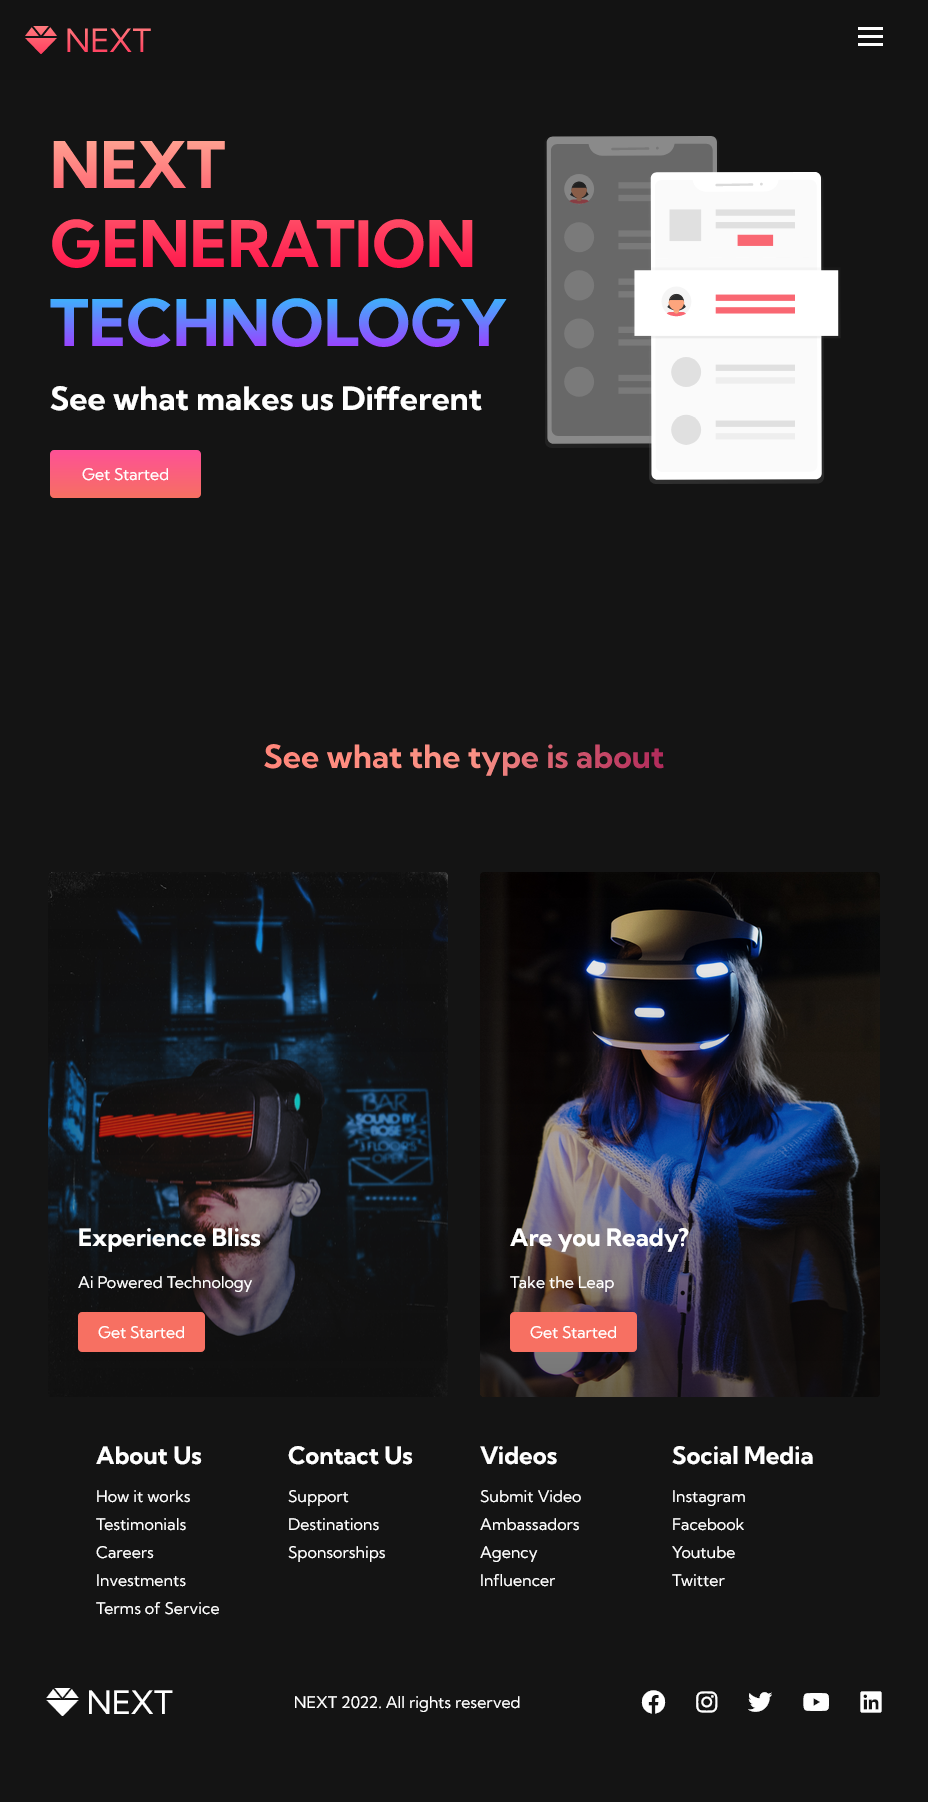 NEXT
NEXT
GENERATION
TECHNOLOGY
See what makes us Different
Get Started
See what the type is about
BAR
SOUND BY
BOSE
3 FLOORS
OPEN
Experience Bliss
Ai Powered Technology
Get Started
Are you Ready?
Take the Leap
Get Started
About Us
How it works
Testimonials
Careers
Investments
Terms of Service
Contact Us
Support
Destinations
Sponsorships
Videos
Submit Video
Ambassadors
Agency
Influencer
Social Media
Instagram
Facebook
Youtube
Twitter
NEXT
NEXT 2022. All rights reserved